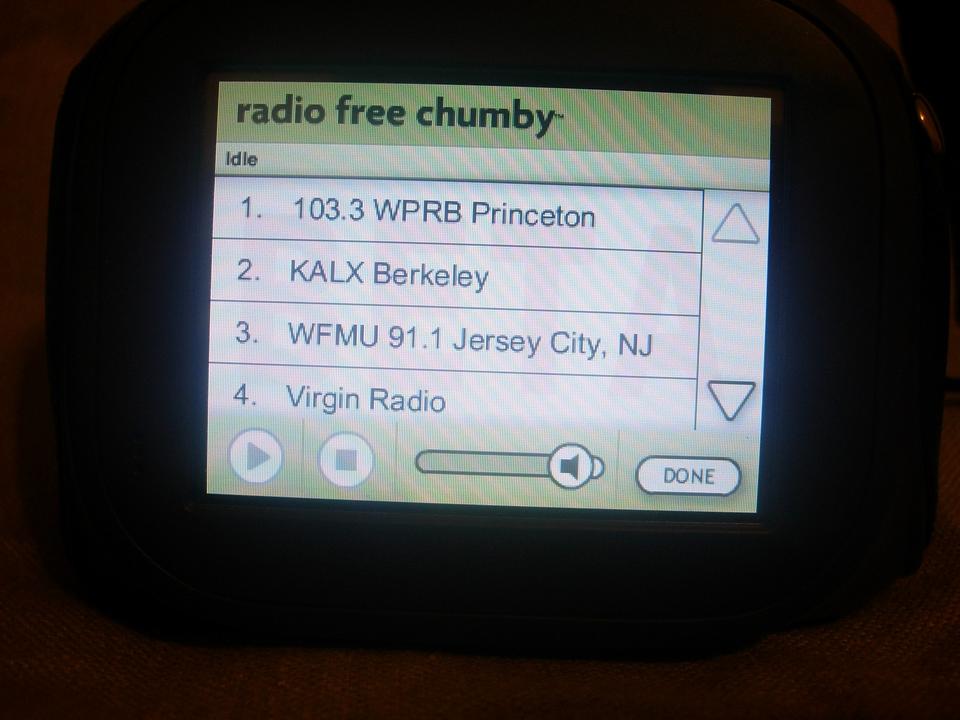 radio free chumby™
Idle
1. 103.3 WPRB Princeton
2. KALX Berkeley
3. WFMU 91.1 Jersey City, NJ
4. Virgin Radio
DONE